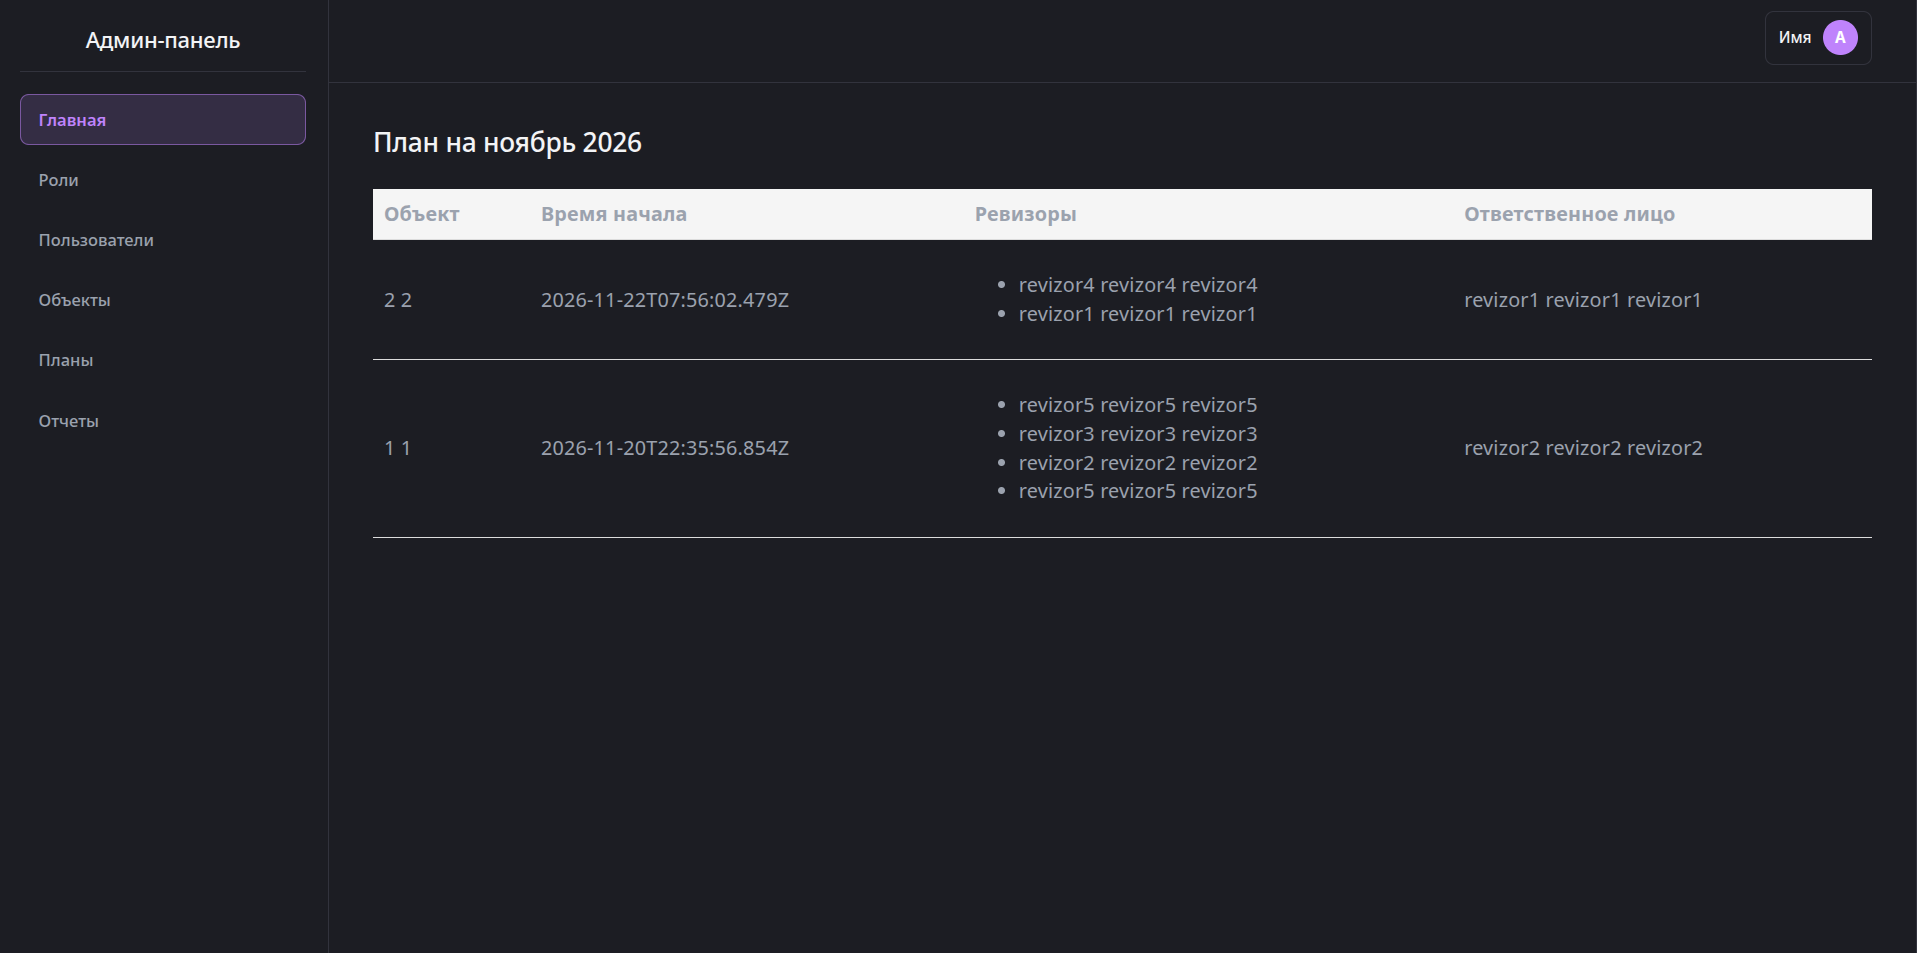 Админ-панель
Имя
А
Главная
Роли
Пользователи
Объекты
Планы
Отчеты
План на ноябрь 2026
Объект Время начала Ревизоры Ответственное лицо
2 2 2026-11-22T07:56:02.479Z revizor4 revizor4 revizor4 revizor1 revizor1 revizor1
revizor1 revizor1 revizor1
1 1 2026-11-20T22:35:56.854Z revizor5 revizor5 revizor5 revizor2 revizor2 revizor2
revizor3 revizor3 revizor3
revizor2 revizor2 revizor2
revizor5 revizor5 revizor5